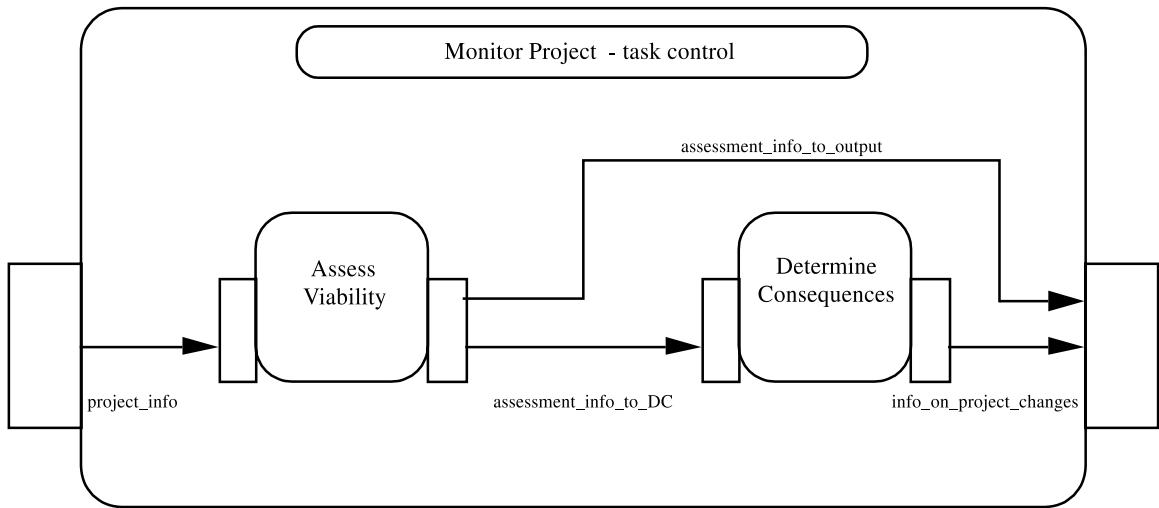 Monitor Project - task control
assessment_info_to_output
Assess
Viability
Determine
Consequences
project_info
assessment_info_to_DC
info_on_project_changes